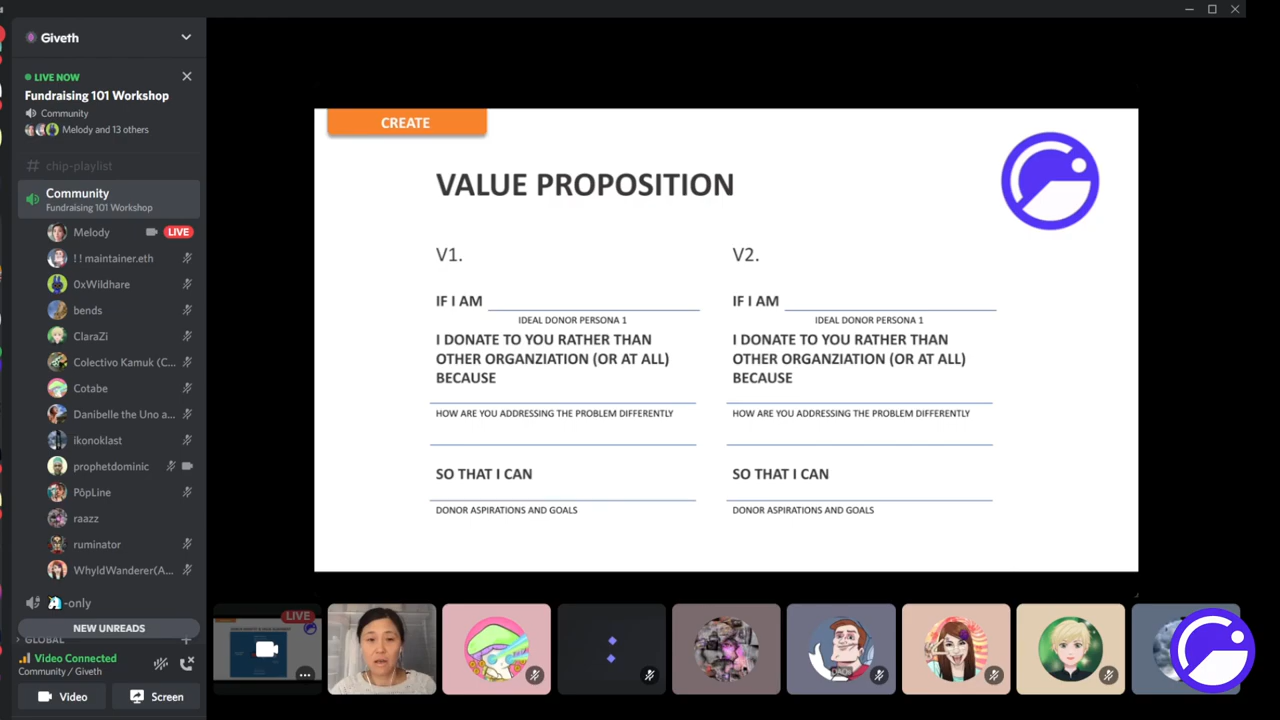 Giveth
LIVE NOW
Fundraising 101 Workshop
Community
Melody and 13 others
chip-playlist
Community
Fundraising 101 Workshop
Melody
LIVE
! ! maintainer.eth
0xWildhare
bends
ClaraZi
Colectivo Kamuk (C...
Cotabe
Danibelle the Uno a...
ikonoklast
prophetdominic
PôpLine
raazz
ruminator
WhyldWanderer(A...
-only
NEW UNREADS
GLOBAL
Video Connected
Community / Giveth
Video
Screen
CREATE
VALUE PROPOSITION
V1.
IF I AM
IDEAL DONOR PERSONA 1
I DONATE TO YOU RATHER THAN
OTHER ORGANZIATION (OR AT ALL)
BECAUSE
HOW ARE YOU ADDRESSING THE PROBLEM DIFFERENTLY
SO THAT I CAN
DONOR ASPIRATIONS AND GOALS
V2.
IF I AM
IDEAL DONOR PERSONA 1
I DONATE TO YOU RATHER THAN
OTHER ORGANZIATION (OR AT ALL)
BECAUSE
HOW ARE YOU ADDRESSING THE PROBLEM DIFFERENTLY
SO THAT I CAN
DONOR ASPIRATIONS AND GOALS
LIVE